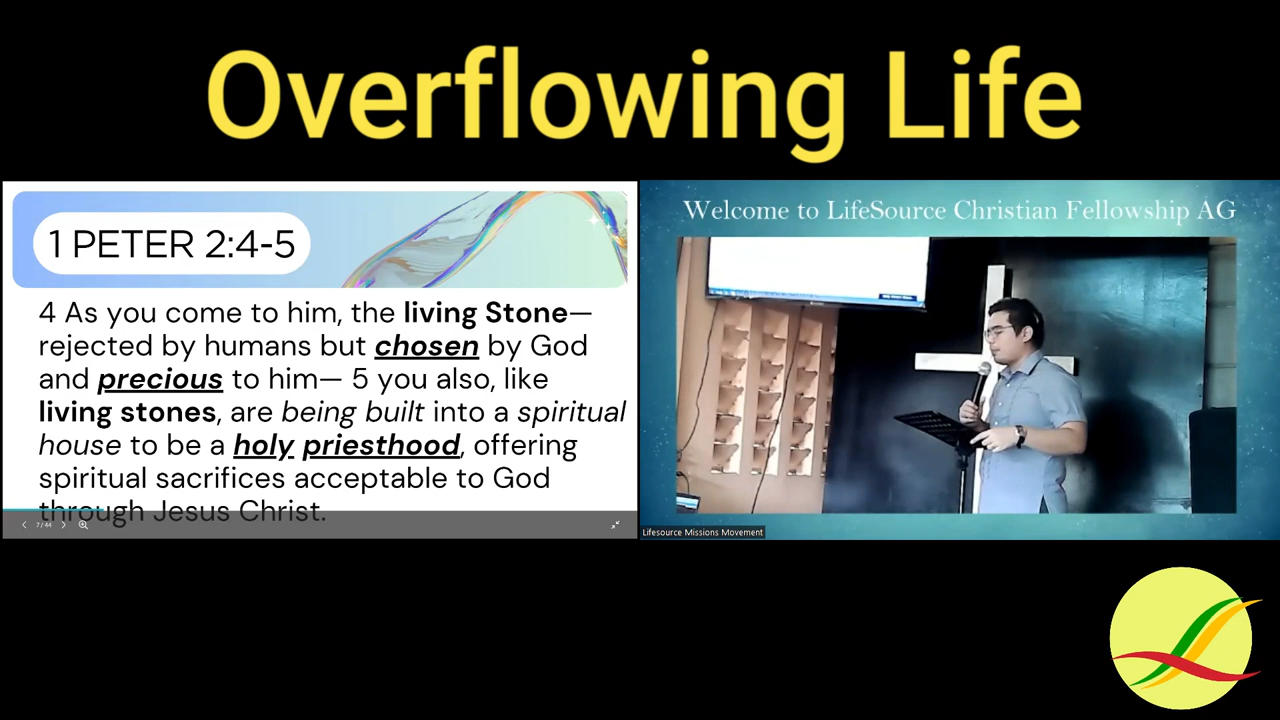 Overflowing Life
1 PETER 2:4-5
4 As you come to him, the living Stone—
rejected by humans but chosen by God
and precious to him— 5 you also, like
living stones, are being built into a spiritual
house to be a holy priesthood, offering
spiritual sacrifices acceptable to God
through Jesus Christ.
7 / 44
Welcome to LifeSource Christian Fellowship AG
Lifesource Missions Movement